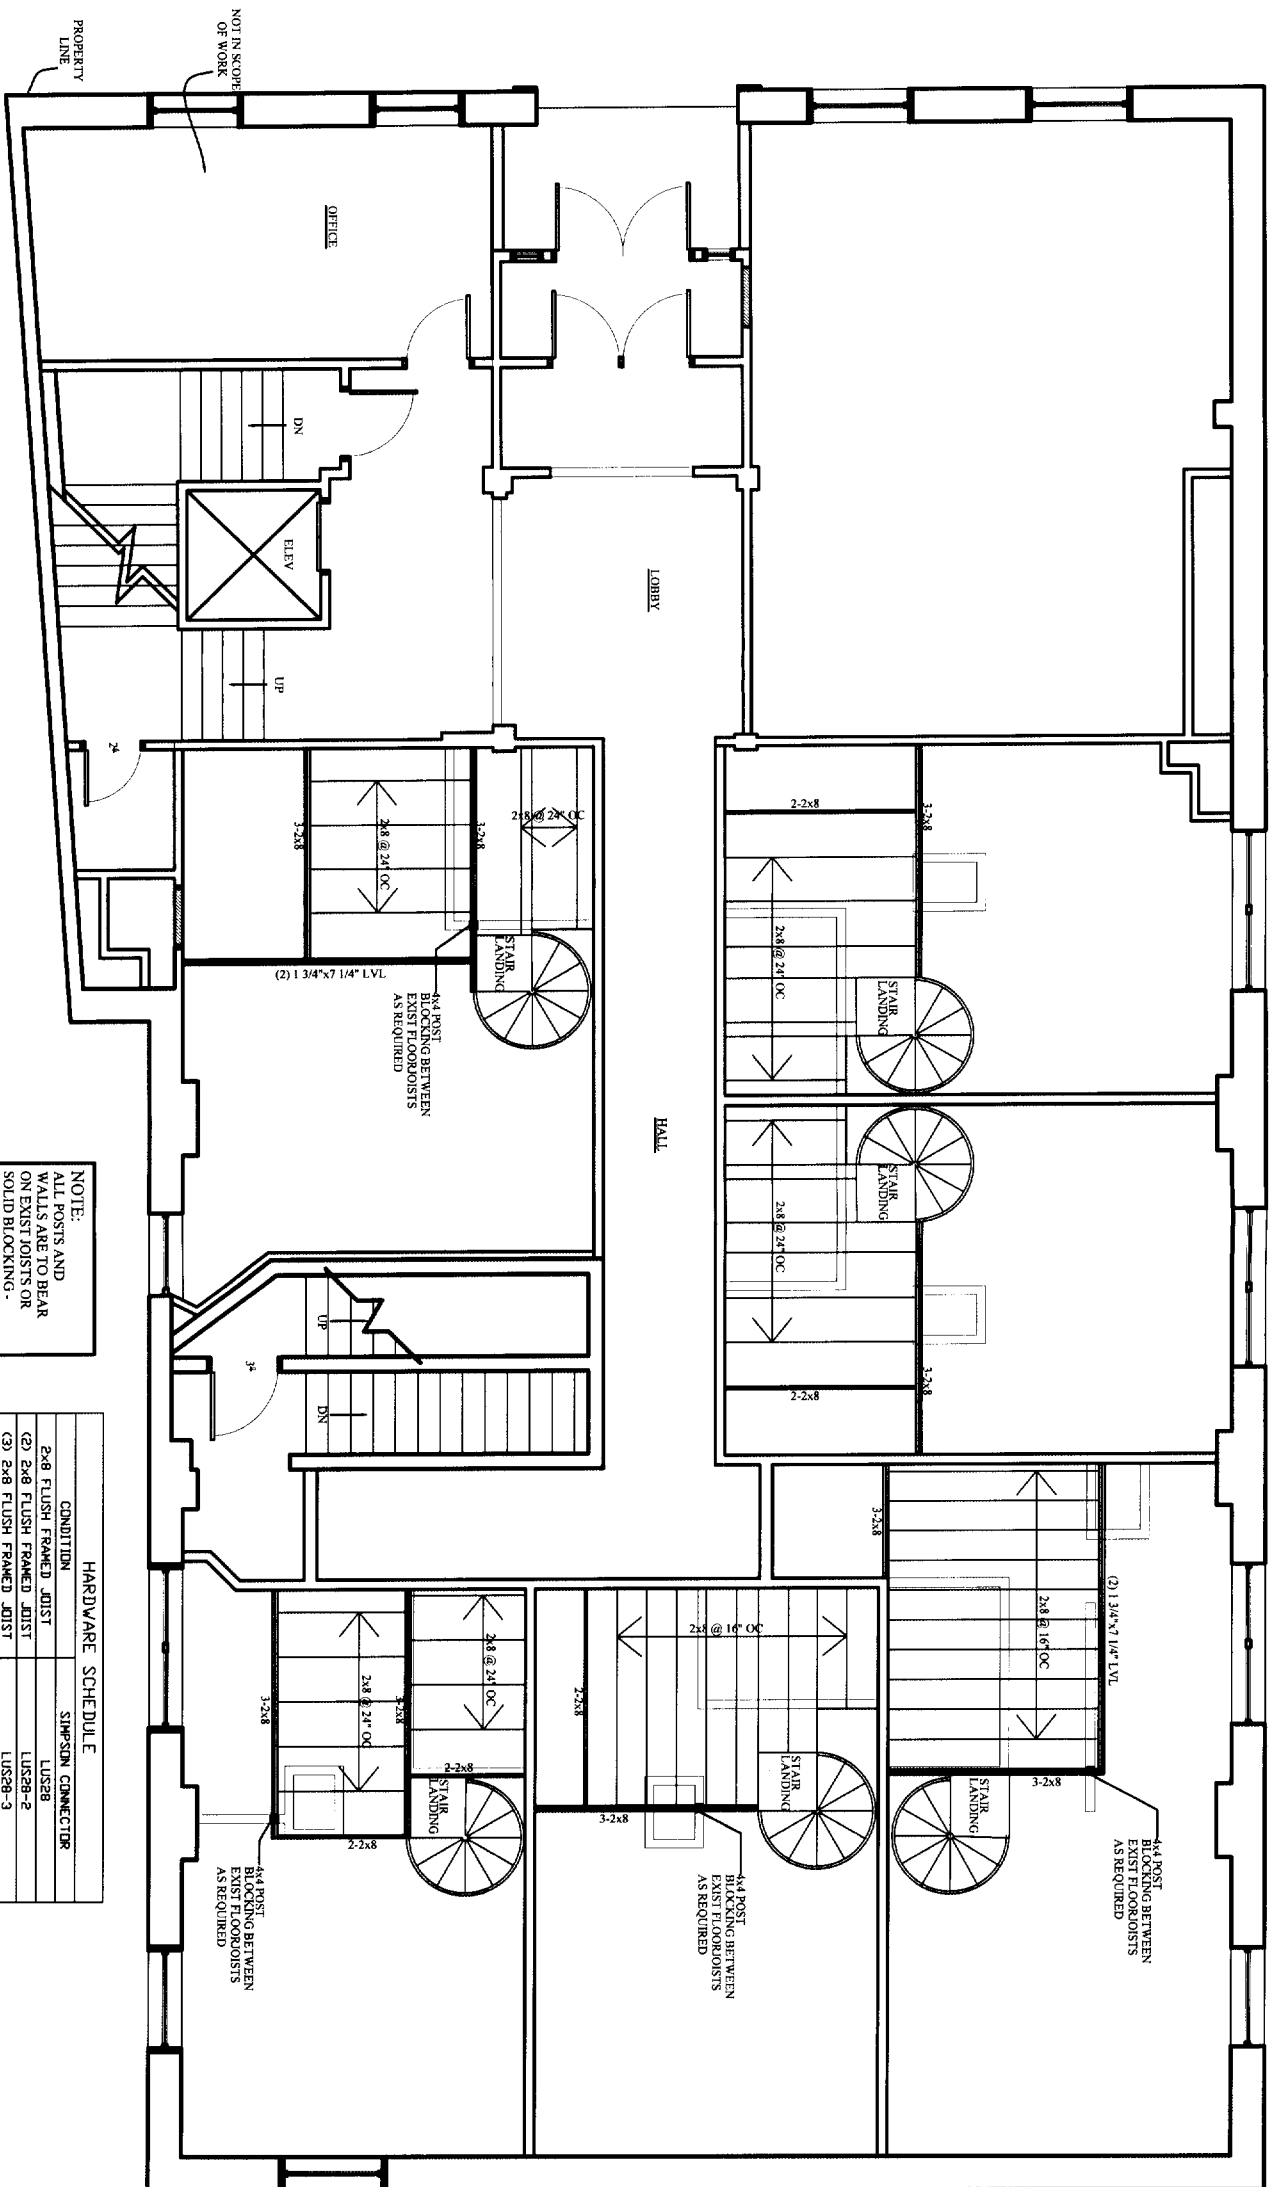 PROPERTY
LINE
NOT IN SCOPE
OF WORK
OFFICE
DN
ELEV
UP
LOBBY
HALL
2⁶
3-2x8
2x8 @ 24" OC
3-2x8
2x8 @ 24" OC
STAIR
LANDING
(2) 1 3/4"x7 1/4" LVL
4x4 POST
BLOCKING BETWEEN
EXIST FLOORJOISTS
AS REQUIRED
2-2x8
3-2x8
2x8 @ 24" OC
STAIR
LANDING
STAIR
LANDING
2x8 @ 24" OC
2-2x8
3-2x8
UP
3⁰
DN
3-2x8
2x8 @ 16" OC
(2) 1 3/4"x7 1/4" LVL
3-2x8
STAIR
LANDING
4x4 POST
BLOCKING BETWEEN
EXIST FLOORJOISTS
AS REQUIRED
2x8 @ 16" OC
2-2x8
3-2x8
STAIR
LANDING
4x4 POST
BLOCKING BETWEEN
EXIST FLOORJOISTS
AS REQUIRED
2x8 @ 24" OC
3-2x8
2x8 @ 24" OC
3-2x8
2-2x8
STAIR
LANDING
2-2x8
4x4 POST
BLOCKING BETWEEN
EXIST FLOORJOISTS
AS REQUIRED
NOTE:
ALL POSTS AND
WALLS ARE TO BEAR
ON EXIST JOISTS OR
SOLID BLOCKING -
HARDWARE SCHEDULE
CONDITION SIMPSON CONNECTOR
2x8 FLUSH FRAMED JOIST LUS28
(2) 2x8 FLUSH FRAMED JOIST LUS28-2
(3) 2x8 FLUSH FRAMED JOIST LUS28-3